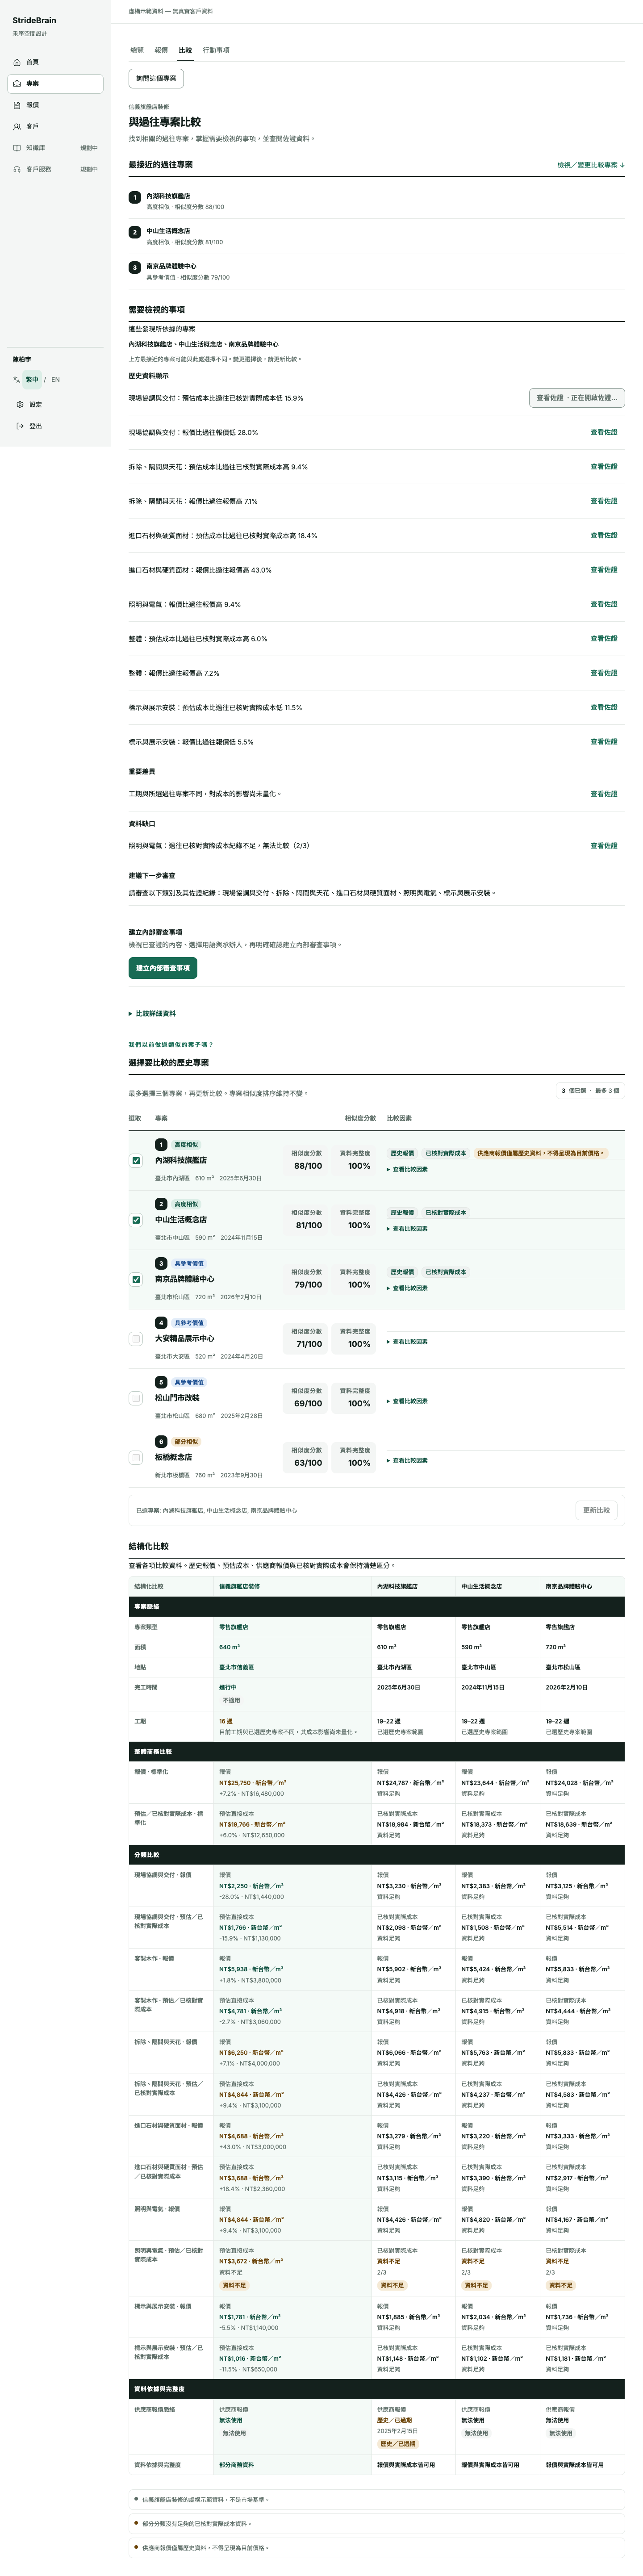 StrideBrain
禾序空間設計
首頁
專案
報價
客戶
知識庫 規劃中
客戶服務 規劃中
陳柏宇
繁中 / EN
設定
登出
虛構示範資料 — 無真實客戶資料
總覽 報價 比較 行動事項
詢問這個專案
信義旗艦店裝修
與過往專案比較
找到相關的過往專案,掌握需要檢視的事項,並查閱佐證資料。
最接近的過往專案 檢視/變更比較專案 ↓
1 內湖科技旗艦店
高度相似 · 相似度分數 88/100
2 中山生活概念店
高度相似 · 相似度分數 81/100
3 南京品牌體驗中心
具參考價值 · 相似度分數 79/100
需要檢視的事項
這些發現所依據的專案
內湖科技旗艦店、中山生活概念店、南京品牌體驗中心
上方最接近的專案可能與此處選擇不同。變更選擇後,請更新比較。
歷史資料顯示
現場協調與交付:預估成本比過往已核對實際成本低 15.9% 查看佐證 · 正在開啟佐證…
現場協調與交付:報價比過往報價低 28.0% 查看佐證
拆除、隔間與天花:預估成本比過往已核對實際成本高 9.4% 查看佐證
拆除、隔間與天花:報價比過往報價高 7.1% 查看佐證
進口石材與硬質面材:預估成本比過往已核對實際成本高 18.4% 查看佐證
進口石材與硬質面材:報價比過往報價高 43.0% 查看佐證
照明與電氣:報價比過往報價高 9.4% 查看佐證
整體:預估成本比過往已核對實際成本高 6.0% 查看佐證
整體:報價比過往報價高 7.2% 查看佐證
標示與展示安裝:預估成本比過往已核對實際成本低 11.5% 查看佐證
標示與展示安裝:報價比過往報價低 5.5% 查看佐證
重要差異
工期與所選過往專案不同,對成本的影響尚未量化。 查看佐證
資料缺口
照明與電氣:過往已核對實際成本紀錄不足,無法比較(2/3) 查看佐證
建議下一步審查
請審查以下類別及其佐證紀錄:現場協調與交付、拆除、隔間與天花、進口石材與硬質面材、照明與電氣、標示與展示安裝。
建立內部審查事項
檢視已查證的內容、選擇用語與承辦人,再明確確認建立內部審查事項。
建立內部審查事項
▶ 比較詳細資料
我們以前做過類似的案子嗎?
選擇要比較的歷史專案
最多選擇三個專案,再更新比較。專案相似度排序維持不變。 3 個已選 · 最多 3 個
選取 專案 相似度分數 比較因素
1 高度相似
內湖科技旗艦店
臺北市內湖區 610 m² 2025年6月30日
相似度分數 88/100 資料完整度 100%
歷史報價 已核對實際成本 供應商報價僅屬歷史資料,不得呈現為目前價格。
▶ 查看比較因素
2 高度相似
中山生活概念店
臺北市中山區 590 m² 2024年11月15日
相似度分數 81/100 資料完整度 100%
歷史報價 已核對實際成本
▶ 查看比較因素
3 具參考價值
南京品牌體驗中心
臺北市松山區 720 m² 2026年2月10日
相似度分數 79/100 資料完整度 100%
歷史報價 已核對實際成本
▶ 查看比較因素
4 具參考價值
大安精品展示中心
臺北市大安區 520 m² 2024年4月20日
相似度分數 71/100 資料完整度 100%
▶ 查看比較因素
5 具參考價值
松山門市改裝
臺北市松山區 680 m² 2025年2月28日
相似度分數 69/100 資料完整度 100%
▶ 查看比較因素
6 部分相似
板橋概念店
新北市板橋區 760 m² 2023年9月30日
相似度分數 63/100 資料完整度 100%
▶ 查看比較因素
已選專案: 內湖科技旗艦店, 中山生活概念店, 南京品牌體驗中心 更新比較
結構化比較
查看各項比較資料。歷史報價、預估成本、供應商報價與已核對實際成本會保持清楚區分。
結構化比較 信義旗艦店裝修 內湖科技旗艦店 中山生活概念店 南京品牌體驗中心
專案脈絡
專案類型 零售旗艦店 零售旗艦店 零售旗艦店 零售旗艦店
面積 640 m² 610 m² 590 m² 720 m²
地點 臺北市信義區 臺北市內湖區 臺北市中山區 臺北市松山區
完工時間 進行中 2025年6月30日 2024年11月15日 2026年2月10日
不適用
工期 16 週 19–22 週 19–22 週 19–22 週
目前工期與已選歷史專案不同,其成本影響尚未量化。 已選歷史專案範圍 已選歷史專案範圍 已選歷史專案範圍
整體商務比較
報價 · 標準化 報價 報價 報價 報價
NT$25,750 · 新台幣/m² NT$24,787 · 新台幣/m² NT$23,644 · 新台幣/m² NT$24,028 · 新台幣/m²
+7.2% · NT$16,480,000 資料足夠 資料足夠 資料足夠
預估/已核對實際成本 · 標準化 預估直接成本 已核對實際成本 已核對實際成本 已核對實際成本
NT$19,766 · 新台幣/m² NT$18,984 · 新台幣/m² NT$18,373 · 新台幣/m² NT$18,639 · 新台幣/m²
+6.0% · NT$12,650,000 資料足夠 資料足夠 資料足夠
分類比較
現場協調與交付 · 報價 報價 報價 報價 報價
NT$2,250 · 新台幣/m² NT$3,230 · 新台幣/m² NT$2,383 · 新台幣/m² NT$3,125 · 新台幣/m²
-28.0% · NT$1,440,000 資料足夠 資料足夠 資料足夠
現場協調與交付 · 預估/已核對實際成本 預估直接成本 已核對實際成本 已核對實際成本 已核對實際成本
NT$1,766 · 新台幣/m² NT$2,098 · 新台幣/m² NT$1,508 · 新台幣/m² NT$5,514 · 新台幣/m²
-15.9% · NT$1,130,000 資料足夠 資料足夠 資料足夠
客製木作 · 報價 報價 報價 報價 報價
NT$5,938 · 新台幣/m² NT$5,902 · 新台幣/m² NT$5,424 · 新台幣/m² NT$5,833 · 新台幣/m²
+1.8% · NT$3,800,000 資料足夠 資料足夠 資料足夠
客製木作 · 預估/已核對實際成本 預估直接成本 已核對實際成本 已核對實際成本 已核對實際成本
NT$4,781 · 新台幣/m² NT$4,918 · 新台幣/m² NT$4,915 · 新台幣/m² NT$4,444 · 新台幣/m²
-2.7% · NT$3,060,000 資料足夠 資料足夠 資料足夠
拆除、隔間與天花 · 報價 報價 報價 報價 報價
NT$6,250 · 新台幣/m² NT$6,066 · 新台幣/m² NT$5,763 · 新台幣/m² NT$5,833 · 新台幣/m²
+7.1% · NT$4,000,000 資料足夠 資料足夠 資料足夠
拆除、隔間與天花 · 預估/已核對實際成本 預估直接成本 已核對實際成本 已核對實際成本 已核對實際成本
NT$4,844 · 新台幣/m² NT$4,426 · 新台幣/m² NT$4,237 · 新台幣/m² NT$4,583 · 新台幣/m²
+9.4% · NT$3,100,000 資料足夠 資料足夠 資料足夠
進口石材與硬質面材 · 報價 報價 報價 報價 報價
NT$4,688 · 新台幣/m² NT$3,279 · 新台幣/m² NT$3,220 · 新台幣/m² NT$3,333 · 新台幣/m²
+43.0% · NT$3,000,000 資料足夠 資料足夠 資料足夠
進口石材與硬質面材 · 預估/已核對實際成本 預估直接成本 已核對實際成本 已核對實際成本 已核對實際成本
NT$3,688 · 新台幣/m² NT$3,115 · 新台幣/m² NT$3,390 · 新台幣/m² NT$2,917 · 新台幣/m²
+18.4% · NT$2,360,000 資料足夠 資料足夠 資料足夠
照明與電氣 · 報價 報價 報價 報價 報價
NT$4,844 · 新台幣/m² NT$4,426 · 新台幣/m² NT$4,820 · 新台幣/m² NT$4,167 · 新台幣/m²
+9.4% · NT$3,100,000 資料足夠 資料足夠 資料足夠
照明與電氣 · 預估/已核對實際成本 預估直接成本 已核對實際成本 已核對實際成本 已核對實際成本
NT$3,672 · 新台幣/m² 資料不足 資料不足 資料不足
資料不足 2/3 2/3 2/3
資料不足 資料不足 資料不足 資料不足
標示與展示安裝 · 報價 報價 報價 報價 報價
NT$1,781 · 新台幣/m² NT$1,885 · 新台幣/m² NT$2,034 · 新台幣/m² NT$1,736 · 新台幣/m²
-5.5% · NT$1,140,000 資料足夠 資料足夠 資料足夠
標示與展示安裝 · 預估/已核對實際成本 預估直接成本 已核對實際成本 已核對實際成本 已核對實際成本
NT$1,016 · 新台幣/m² NT$1,148 · 新台幣/m² NT$1,102 · 新台幣/m² NT$1,181 · 新台幣/m²
-11.5% · NT$650,000 資料足夠 資料足夠 資料足夠
資料依據與完整度
供應商報價脈絡 供應商報價 供應商報價 供應商報價 供應商報價
無法使用 歷史/已過期 無法使用 無法使用
無法使用 2025年2月15日 無法使用 無法使用
歷史/已過期
資料依據與完整度 部分商務資料 報價與實際成本皆可用 報價與實際成本皆可用 報價與實際成本皆可用
信義旗艦店裝修的虛構示範資料,不是市場基準。
部分分類沒有足夠的已核對實際成本資料。
供應商報價僅屬歷史資料,不得呈現為目前價格。